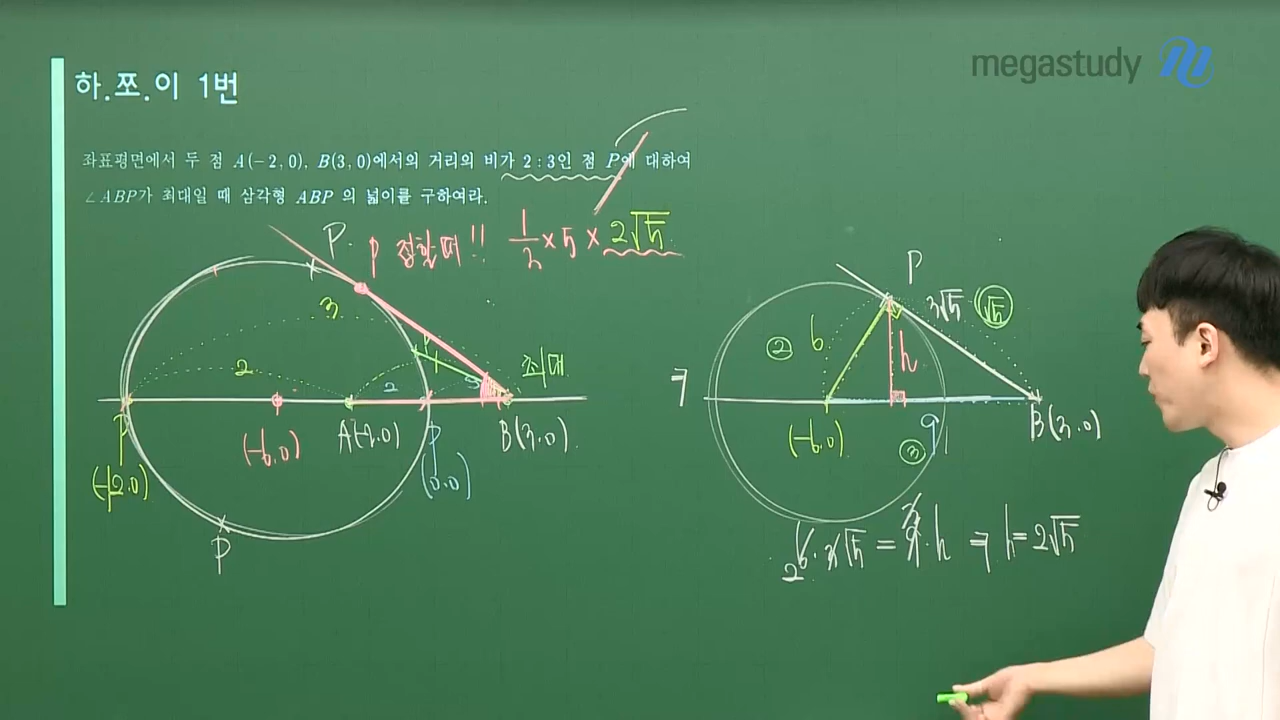 megastudy
하.쪼.이 1번
좌표평면에서 두 점 A(-2, 0), B(3, 0)에서의 거리의 비가 2 : 3인 점 P에 대하여
∠ABP가 최대일 때 삼각형 ABP 의 넓이를 구하여라.
P.
P 접할때!! 1/2 × 5 × 2√5
3
2
2
최대
P
(-12.0)
(-6.0)
A(-2.0)
P
(0.0)
B(3.0)
P
P
3√5 √5
② 6
h
(-6.0)
③ 9
B(3.0)
6·3√5 = 9·h ⇒ h=2√5
2
3